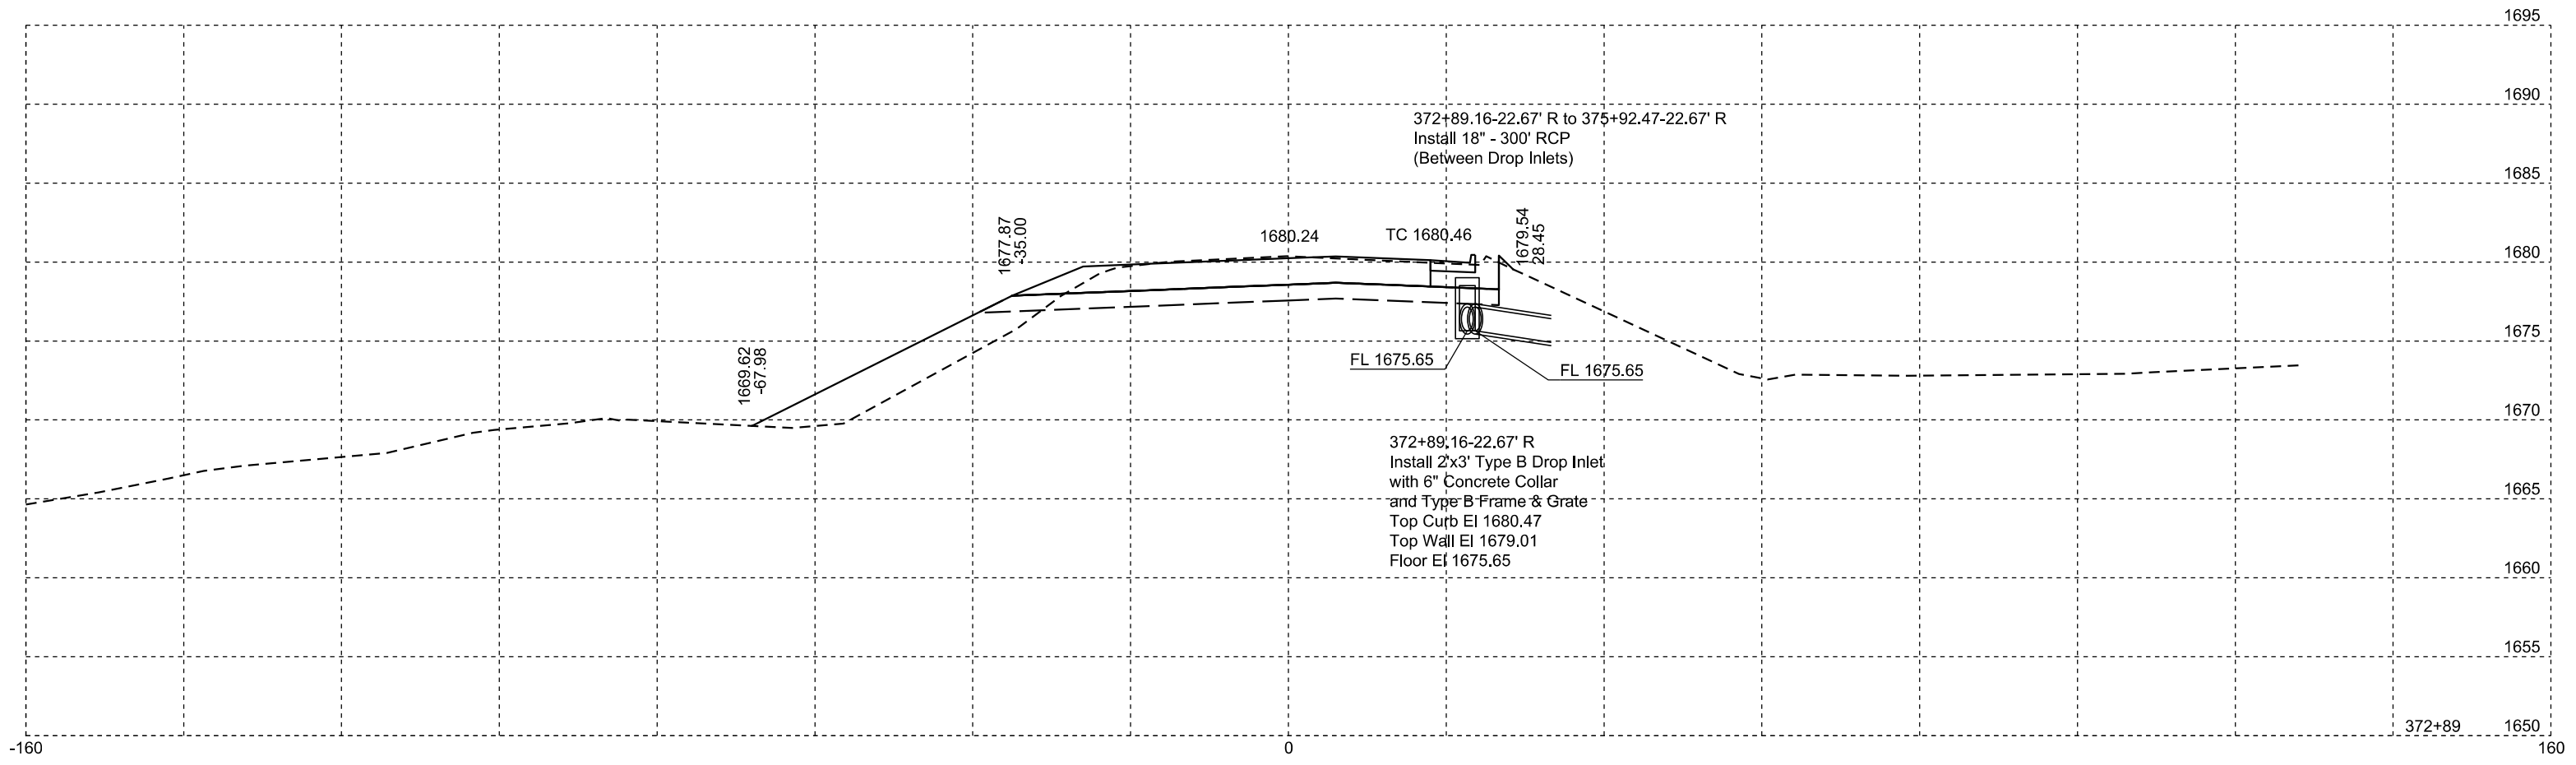 1695
1690
372+89.16-22.67' R to 375+92.47-22.67' R
Install 18" - 300' RCP
(Between Drop Inlets)
1685
1677.87
-35.00
1680.24
TC 1680.46
1679.54
28.45
1680
1675
1669.62
-67.98
FL 1675.65
FL 1675.65
1670
372+89.16-22.67' R
Install 2'x3' Type B Drop Inlet
with 6" Concrete Collar
and Type B Frame & Grate
Top Curb El 1680.47
Top Wall El 1679.01
Floor El 1675.65
1665
1660
1655
372+89
1650
-160
0
160